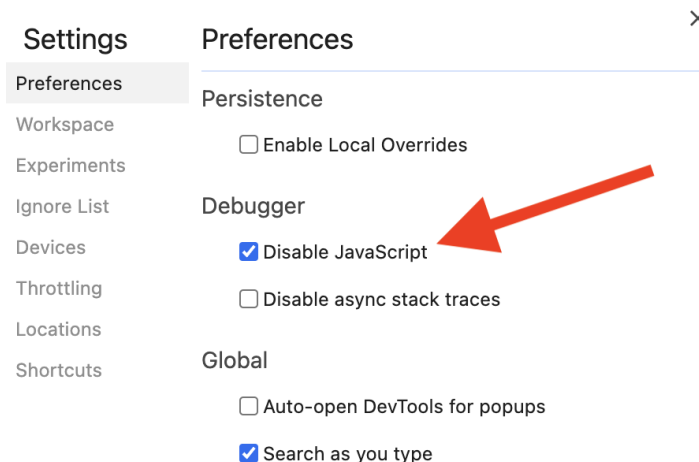 Settings
Preferences
Workspace
Experiments
Ignore List
Devices
Throttling
Locations
Shortcuts
Preferences
Persistence
Enable Local Overrides
Debugger
Disable JavaScript
Disable async stack traces
Global
Auto-open DevTools for popups
Search as you type